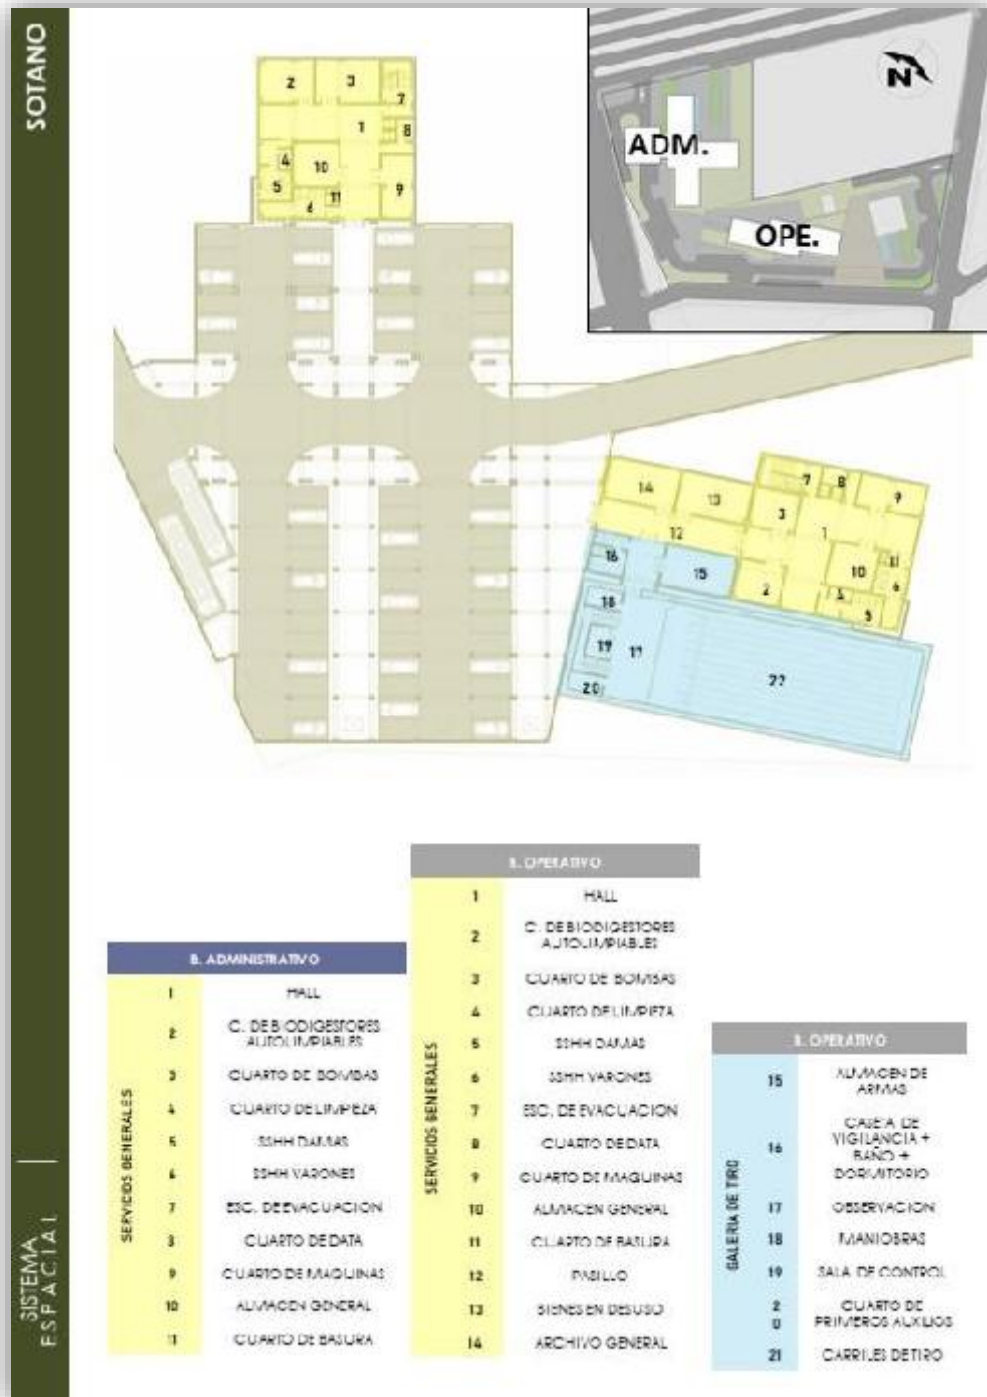 SOTANO
SISTEMA
ESPACIAL
N
ADM.
OPE.
2
3
7
1
8
4
10
5
11
9
6
14
13
7
8
9
3
12
1
16
15
2
10
11
6
4
5
18
19
17
20
22
B. OPERATIVO
SERVICIOS GENERALES
1 HALL
2 C. DE BIODIGESTORES
AUTOLIMPIABLES
3 CUARTO DE BOMBAS
4 CUARTO DE LIMPIEZA
5 SSHH DAMAS
6 SSHH VARONES
7 ESC. DE EVACUACION
8 CUARTO DE DATA
9 CUARTO DE MAQUINAS
10 ALMACEN GENERAL
11 CUARTO DE BASURA
12 PASILLO
13 BIENES EN DESUSO
14 ARCHIVO GENERAL
B. ADMINISTRATIVO
SERVICIOS GENERALES
1 HALL
2 C. DE BIODIGESTORES
AUTOLIMPIABLES
3 CUARTO DE BOMBAS
4 CUARTO DE LIMPIEZA
5 SSHH DAMAS
6 SSHH VARONES
7 ESC. DE EVACUACION
8 CUARTO DE DATA
9 CUARTO DE MAQUINAS
10 ALMACEN GENERAL
11 CUARTO DE BASURA
B. OPERATIVO
GALERIA DE TIRO
15 ALMACEN DE
ARMAS
16 CASETA DE
VIGILANCIA +
BAÑO +
DORMITORIO
17 OBSERVACION
18 MANIOBRAS
19 SALA DE CONTROL
20 CUARTO DE
PRIMEROS AUXILIOS
21 CARRILES DE TIRO